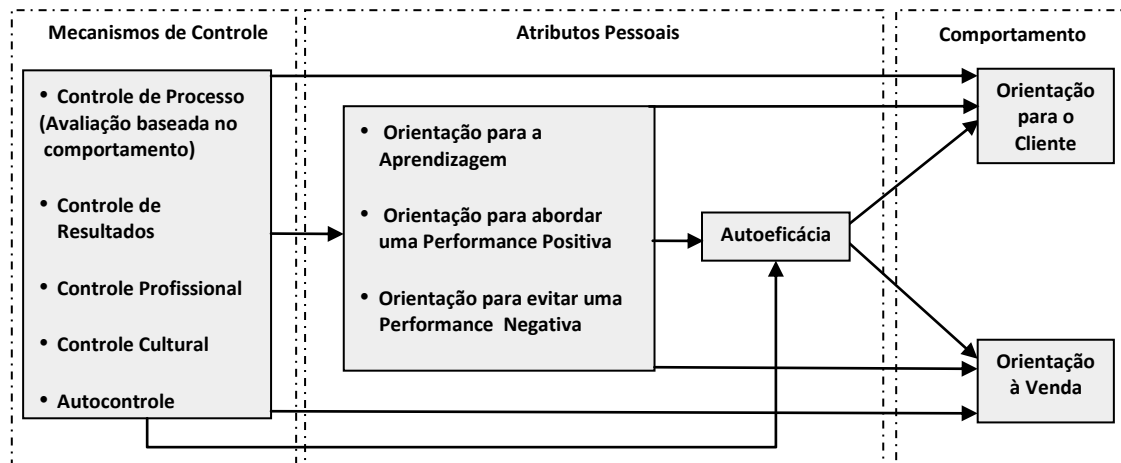 Mecanismos de Controle
• Controle de Processo
(Avaliação baseada no
comportamento)
• Controle de
Resultados
• Controle Profissional
• Controle Cultural
• Autocontrole
Atributos Pessoais
• Orientação para a
Aprendizagem
• Orientação para abordar
uma Performance Positiva
• Orientação para evitar uma
Performance Negativa
Autoeficácia
Comportamento
Orientação
para o
Cliente
Orientação
à Venda